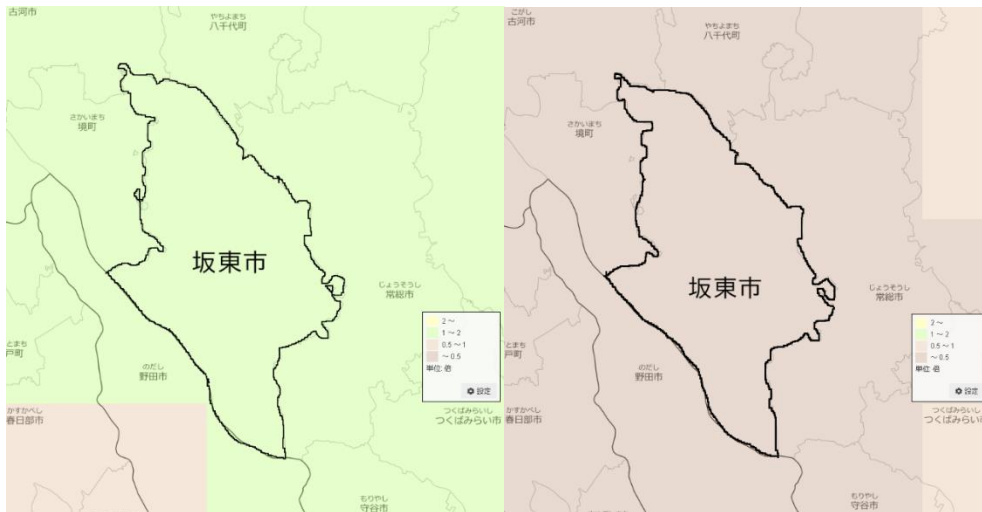 古河市
やちよまち
八千代町
さかいまち
境町
坂東市
じょうそうし
常総市
とまち
戸町
のだし
野田市
かすかべし
春日部市
つくばみらいし
つくばみらい市
もりやし
守谷市
2～
1～2
0.5～1
～0.5
単位: 倍
設定
こがし
古河市
やちよまち
八千代町
さかいまち
境町
坂東市
じょうそうし
常総市
とまち
戸町
のだし
野田市
かすかべし
春日部市
つくばみらいし
つくばみらい市
もりやし
守谷市
2～
1～2
0.5～1
～0.5
単位: 倍
設定